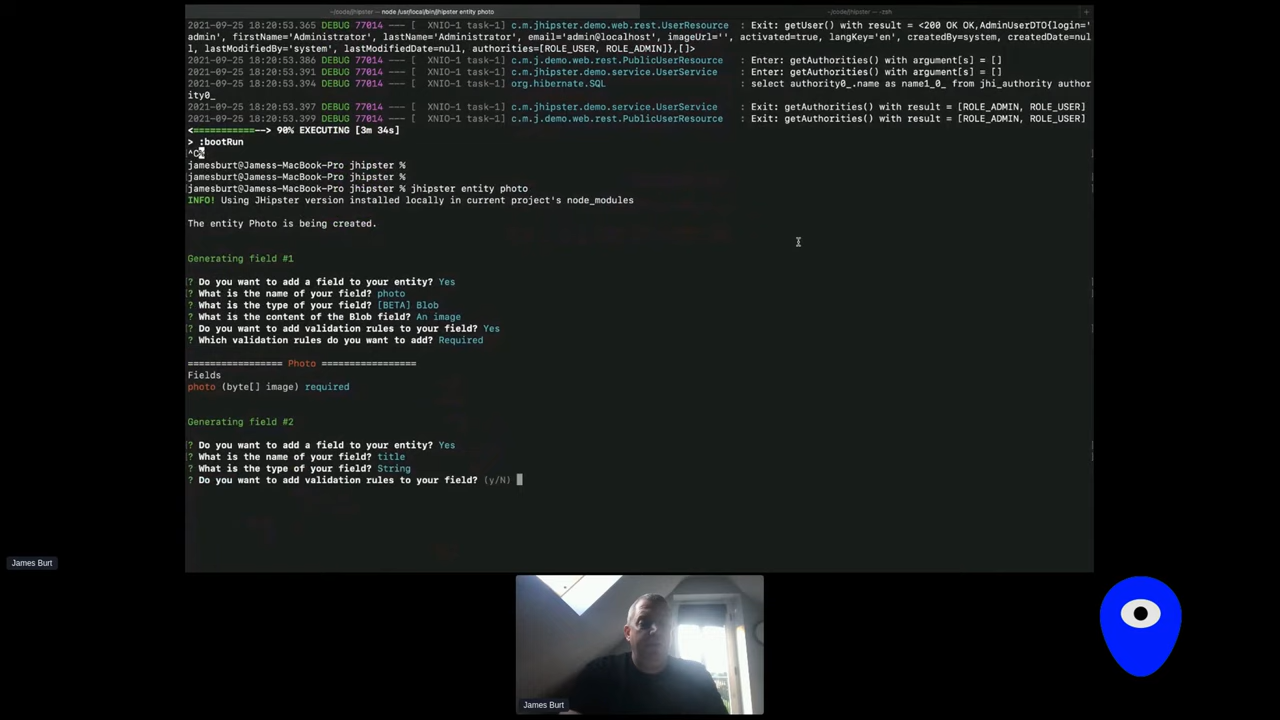 ~/code/jhipster — node /usr/local/bin/jhipster entity photo
~/code/jhipster — -zsh
+
2021-09-25 18:20:53.365 DEBUG 77014 --- [  XNIO-1 task-1] c.m.jhipster.demo.web.rest.UserResource  : Exit: getUser() with result = <200 OK OK,AdminUserDTO{login='
admin', firstName='Administrator', lastName='Administrator', email='admin@localhost', imageUrl='', activated=true, langKey='en', createdBy=system, createdDate=nul
l, lastModifiedBy='system', lastModifiedDate=null, authorities=[ROLE_USER, ROLE_ADMIN]},[]>
2021-09-25 18:20:53.386 DEBUG 77014 --- [  XNIO-1 task-1] c.m.j.demo.web.rest.PublicUserResource   : Enter: getAuthorities() with argument[s] = []
2021-09-25 18:20:53.391 DEBUG 77014 --- [  XNIO-1 task-1] c.m.jhipster.demo.service.UserService    : Enter: getAuthorities() with argument[s] = []
2021-09-25 18:20:53.394 DEBUG 77014 --- [  XNIO-1 task-1] org.hibernate.SQL                        : select authority0_.name as name1_0_ from jhi_authority author
ity0_
2021-09-25 18:20:53.397 DEBUG 77014 --- [  XNIO-1 task-1] c.m.jhipster.demo.service.UserService    : Exit: getAuthorities() with result = [ROLE_ADMIN, ROLE_USER]
2021-09-25 18:20:53.399 DEBUG 77014 --- [  XNIO-1 task-1] c.m.j.demo.web.rest.PublicUserResource   : Exit: getAuthorities() with result = [ROLE_ADMIN, ROLE_USER]
<===========--> 90% EXECUTING [3m 34s]
> :bootRun
^C%
jamesburt@Jamess-MacBook-Pro jhipster %
jamesburt@Jamess-MacBook-Pro jhipster %
jamesburt@Jamess-MacBook-Pro jhipster % jhipster entity photo
INFO! Using JHipster version installed locally in current project's node_modules
The entity Photo is being created.
Generating field #1
? Do you want to add a field to your entity? Yes
? What is the name of your field? photo
? What is the type of your field? [BETA] Blob
? What is the content of the Blob field? An image
? Do you want to add validation rules to your field? Yes
? Which validation rules do you want to add? Required
================= Photo =================
Fields
photo (byte[] image) required
Generating field #2
? Do you want to add a field to your entity? Yes
? What is the name of your field? title
? What is the type of your field? String
? Do you want to add validation rules to your field? (y/N)
James Burt
James Burt